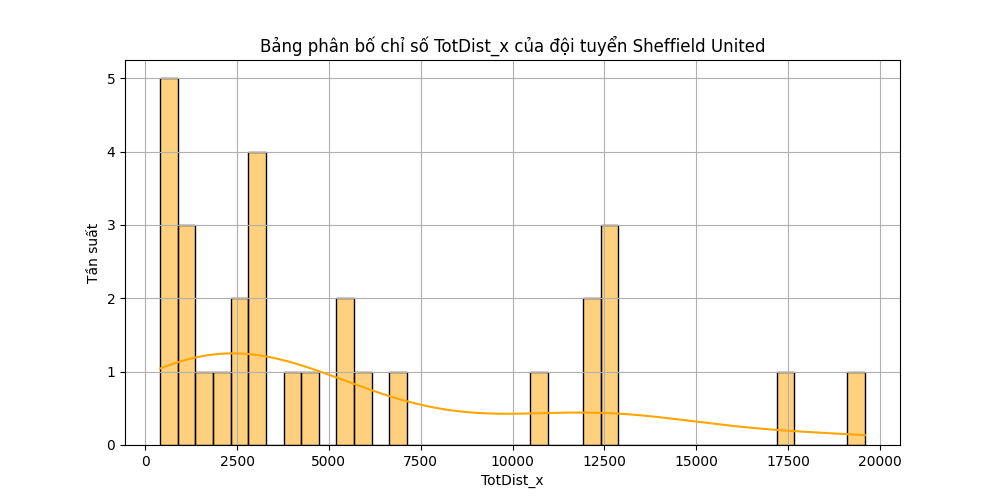 Bảng phân bố chỉ số TotDist_x của đội tuyển Sheffield United
Tần suất
5
4
3
2
1
0
0 2500 5000 7500 10000 12500 15000 17500 20000
TotDist_x